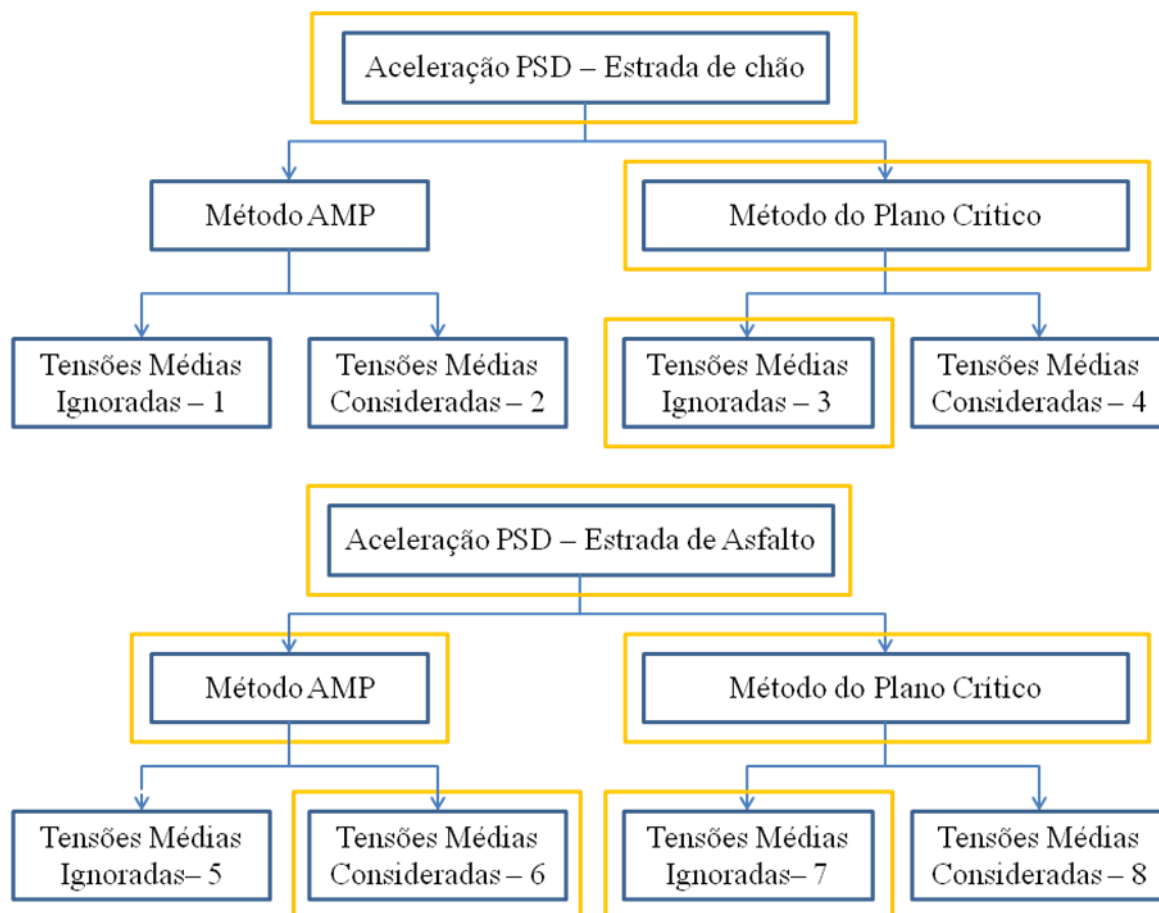 Aceleração PSD – Estrada de chão
Método AMP
Método do Plano Crítico
Tensões Médias
Ignoradas – 1
Tensões Médias
Consideradas – 2
Tensões Médias
Ignoradas – 3
Tensões Médias
Consideradas – 4
Aceleração PSD – Estrada de Asfalto
Método AMP
Método do Plano Crítico
Tensões Médias
Ignoradas– 5
Tensões Médias
Consideradas – 6
Tensões Médias
Ignoradas– 7
Tensões Médias
Consideradas – 8